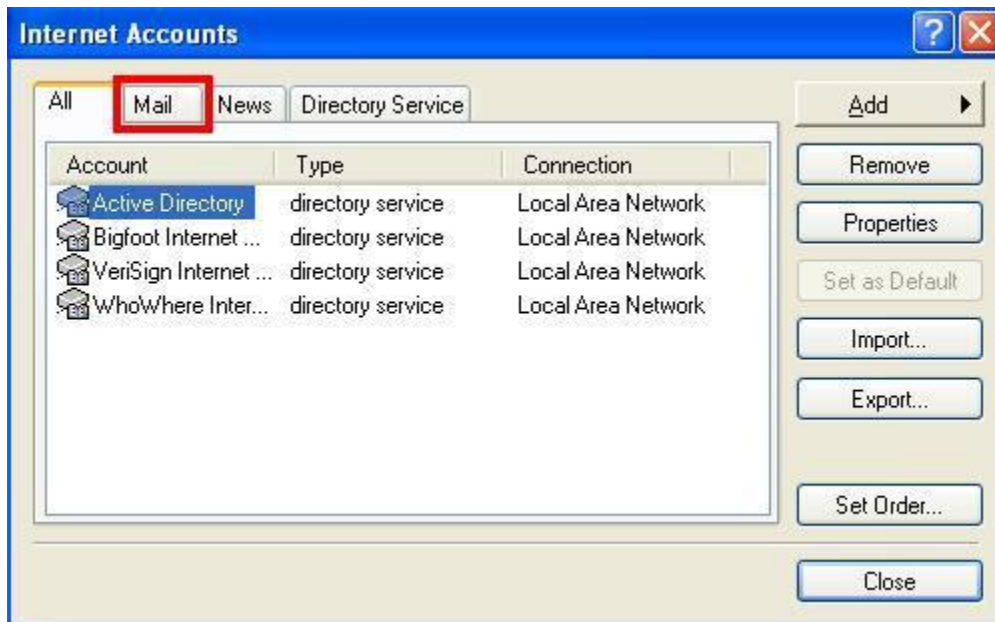 Internet Accounts
All Mail News Directory Service
Add
Account Type Connection
Remove
Active Directory directory service Local Area Network
Properties
Bigfoot Internet ... directory service Local Area Network
VeriSign Internet ... directory service Local Area Network
Set as Default
WhoWhere Inter... directory service Local Area Network
Import...
Export...
Set Order...
Close